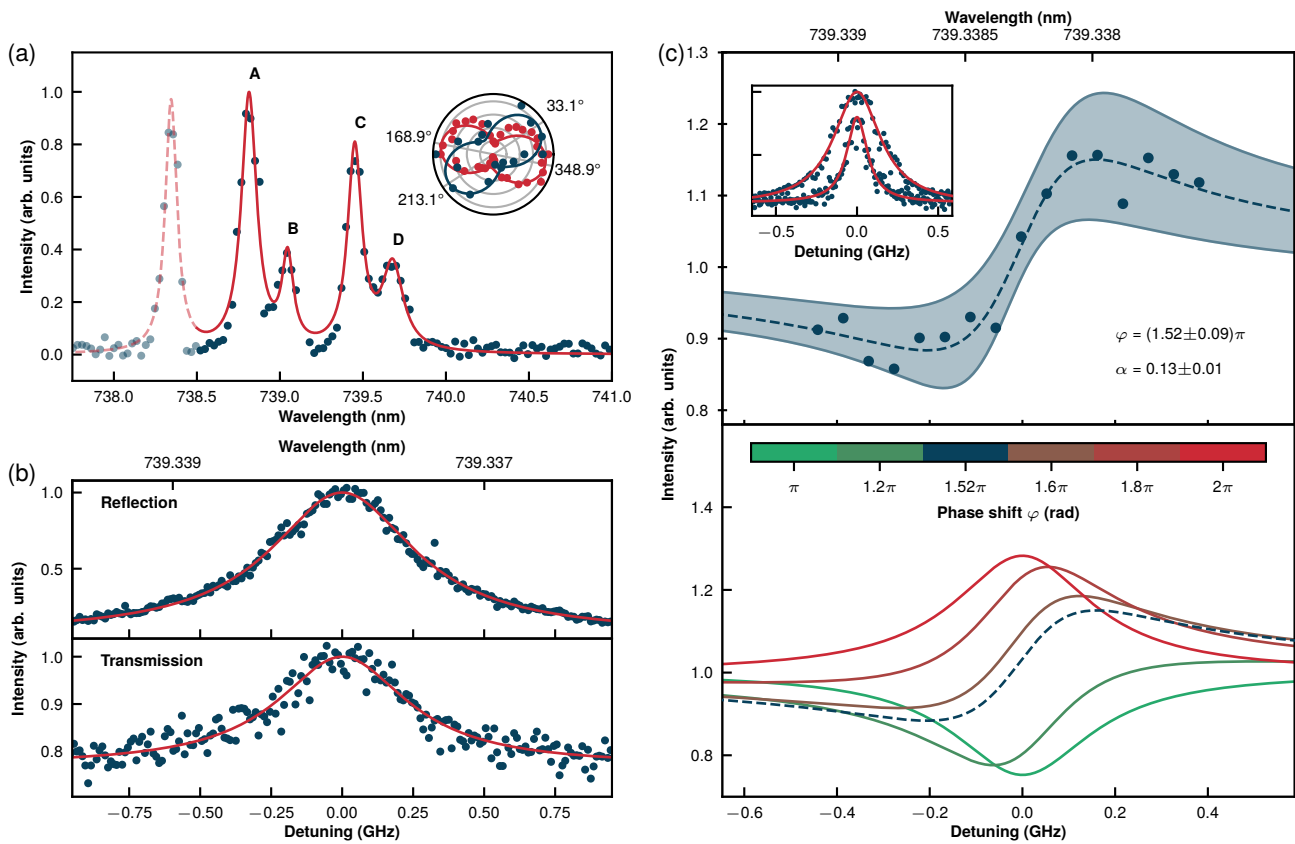 (a)
Intensity (arb. units)
1.0
0.8
0.6
0.4
0.2
0.0
A
B
C
D
33.1°
168.9°
348.9°
213.1°
738.0 738.5 739.0 739.5 740.0 740.5 741.0
Wavelength (nm)
(b)
Wavelength (nm)
739.339 739.337
Intensity (arb. units)
Reflection
1.0
0.5
Transmission
1.0
0.9
0.8
−0.75 −0.50 −0.25 0.00 0.25 0.50 0.75
Detuning (GHz)
(c)
Wavelength (nm)
739.339 739.3385 739.338
Intensity (arb. units)
1.3
1.2
1.1
1.0
0.9
0.8
−0.5 0.0 0.5
Detuning (GHz)
φ = (1.52±0.09)π
α = 0.13±0.01
π 1.2π 1.52π 1.6π 1.8π 2π
Phase shift φ (rad)
1.4
1.2
1.0
0.8
−0.6 −0.4 −0.2 0.0 0.2 0.4
Detuning (GHz)